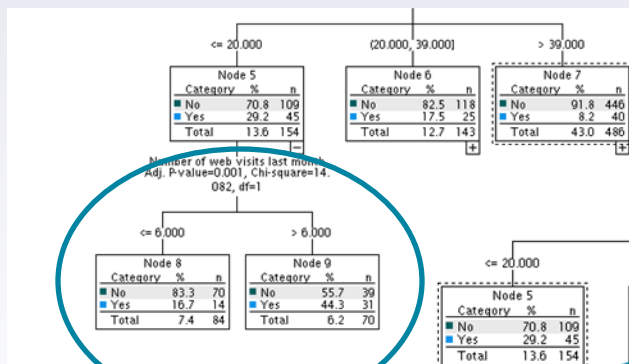 <= 20.000
(20.000, 39.000]
> 39.000
Node 5
Category % n
No 70.8 109
Yes 29.2 45
Total 13.6 154
Node 6
Category % n
No 82.5 118
Yes 17.5 25
Total 12.7 143
Node 7
Category % n
No 91.8 446
Yes 8.2 40
Total 43.0 486
Number of web visits last month
Adj. P-value=0.001, Chi-square=14.
082, df=1
<= 6.000
> 6.000
Node 8
Category % n
No 83.3 70
Yes 16.7 14
Total 7.4 84
Node 9
Category % n
No 55.7 39
Yes 44.3 31
Total 6.2 70
<= 20.000
Node 5
Category % n
No 70.8 109
Yes 29.2 45
Total 13.6 154